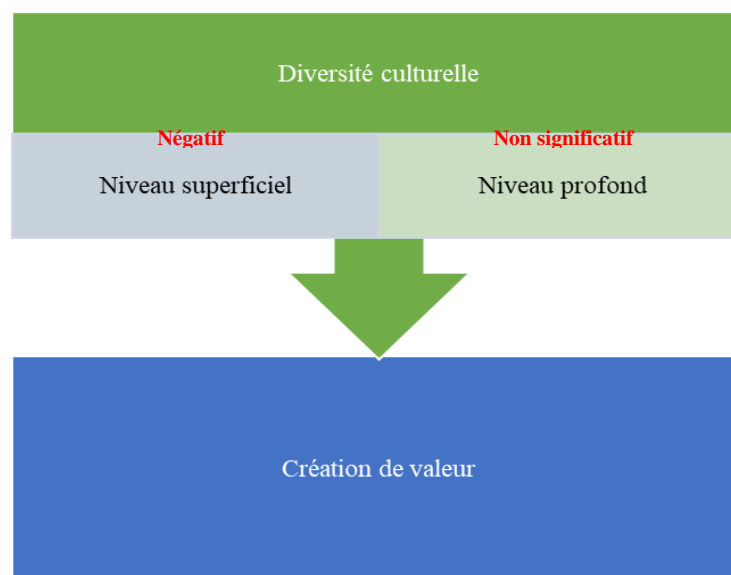 Diversité culturelle
Négatif
Non significatif
Niveau superficiel
Niveau profond
Création de valeur